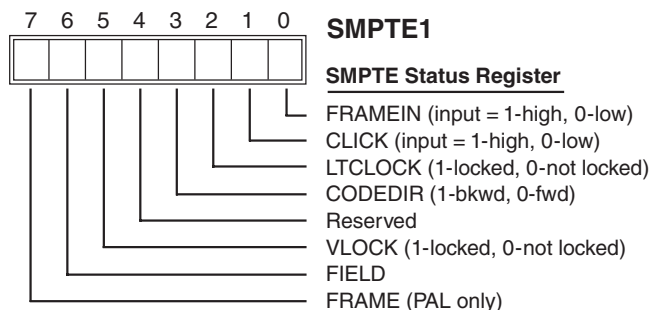 7 6 5 4 3 2 1 0
SMPTE1
SMPTE Status Register
FRAMEIN (input = 1-high, 0-low)
CLICK (input = 1-high, 0-low)
LTCLOCK (1-locked, 0-not locked)
CODEDIR (1-bkwd, 0-fwd)
Reserved
VLOCK (1-locked, 0-not locked)
FIELD
FRAME (PAL only)